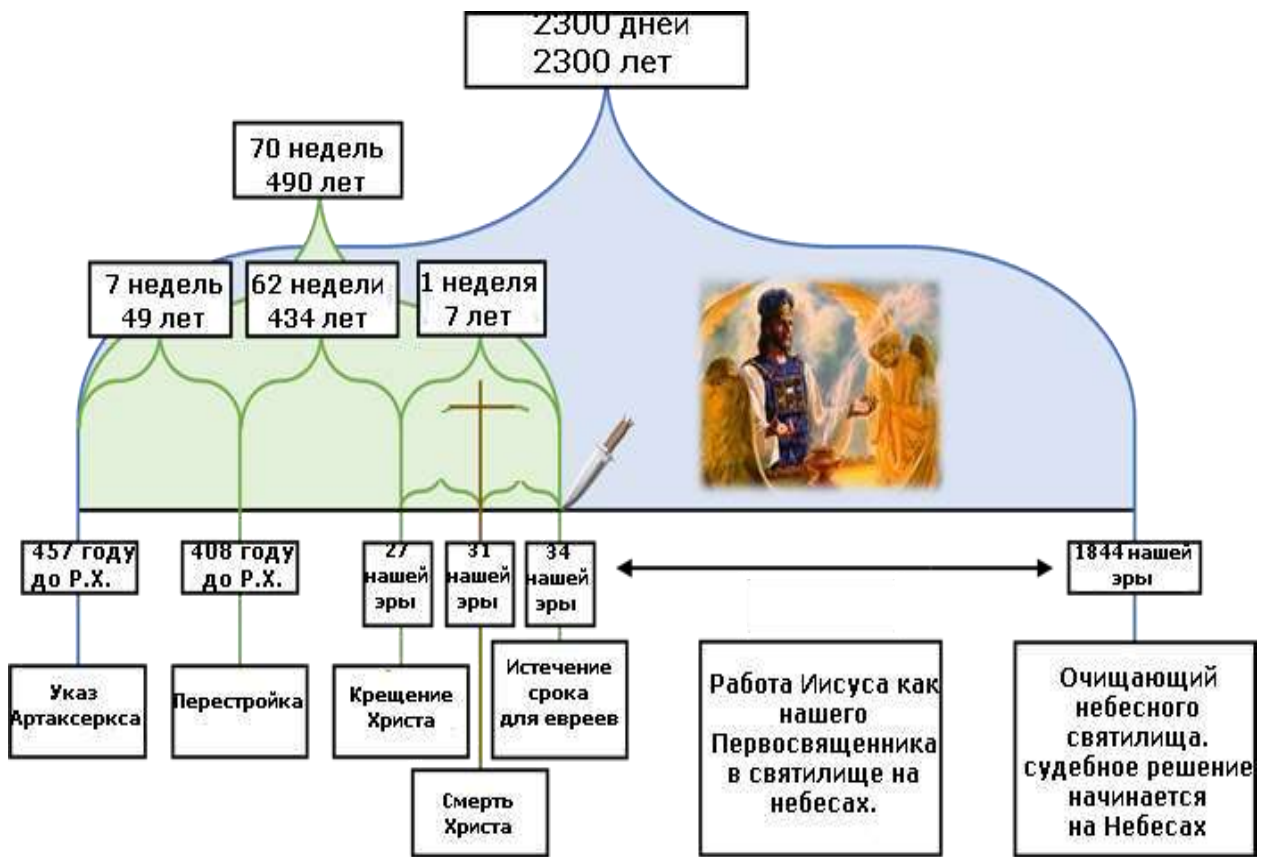 2300 дней
2300 лет
70 недель
490 лет
7 недель
49 лет
62 недели
434 лет
1 неделя
7 лет
457 году
до Р.Х.
408 году
до Р.Х.
27
нашей
эры
31
нашей
эры
34
нашей
эры
1844 нашей
эры
Указ
Артаксеркса
Перестройка
Крещение
Христа
Смерть
Христа
Истечение
срока
для евреев
Работа Иисуса как
нашего
Первосвященника
в святилище на
небесах.
Очищающий
небесного
святилища.
судебное решение
начинается
на Небесах